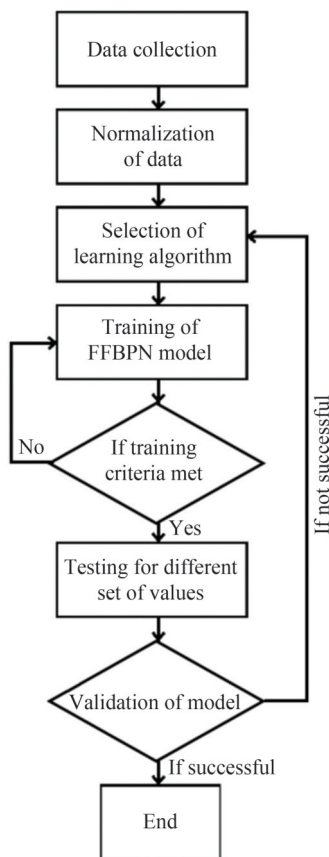 Data collection
Normalization
of data
Selection of
learning algorithm
Training of
FFBPN model
No
If training
criteria met
Yes
Testing for different
set of values
Validation of model
If not successful
If successful
End